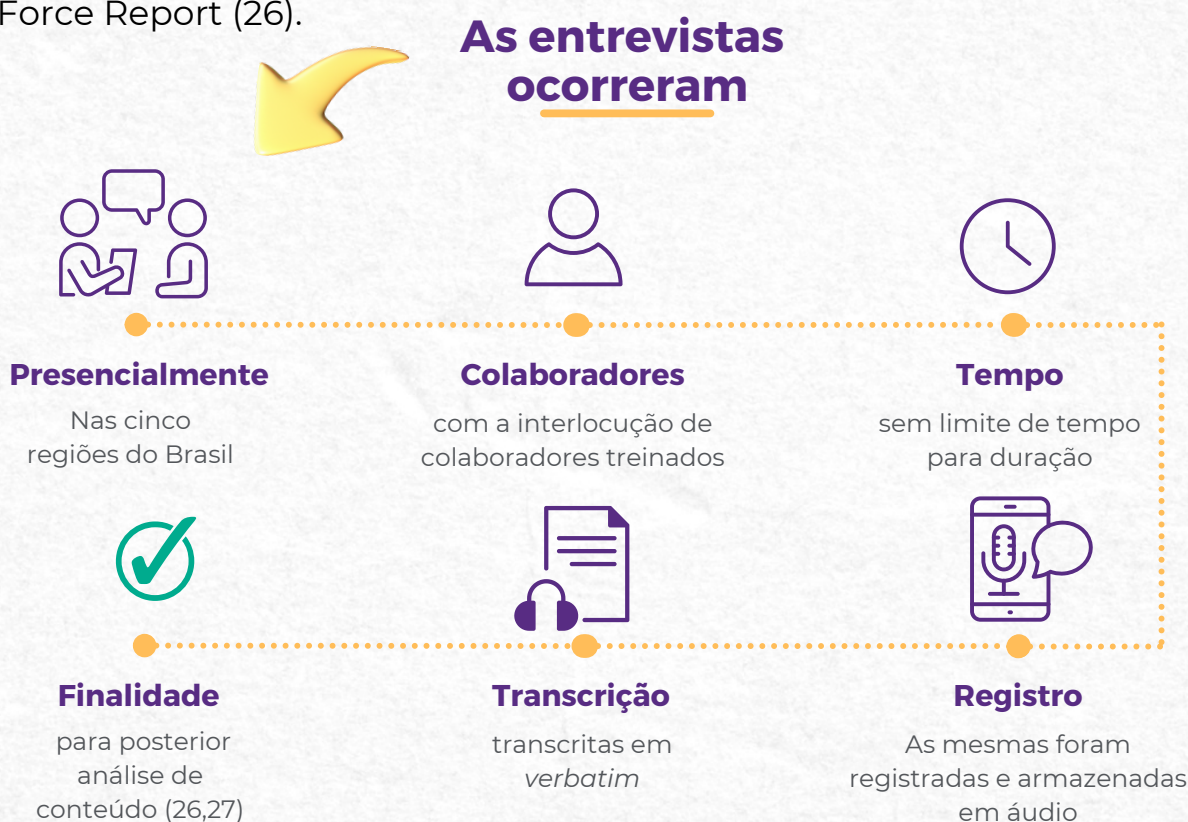 Force Report (26).
As entrevistas
ocorreram
Presencialmente
Nas cinco
regiões do Brasil
Colaboradores
com a interlocução de
colaboradores treinados
Tempo
sem limite de tempo
para duração
Registro
As mesmas foram
registradas e armazenadas
em áudio
Transcrição
transcritas em
verbatim
Finalidade
para posterior
análise de
conteúdo (26,27)